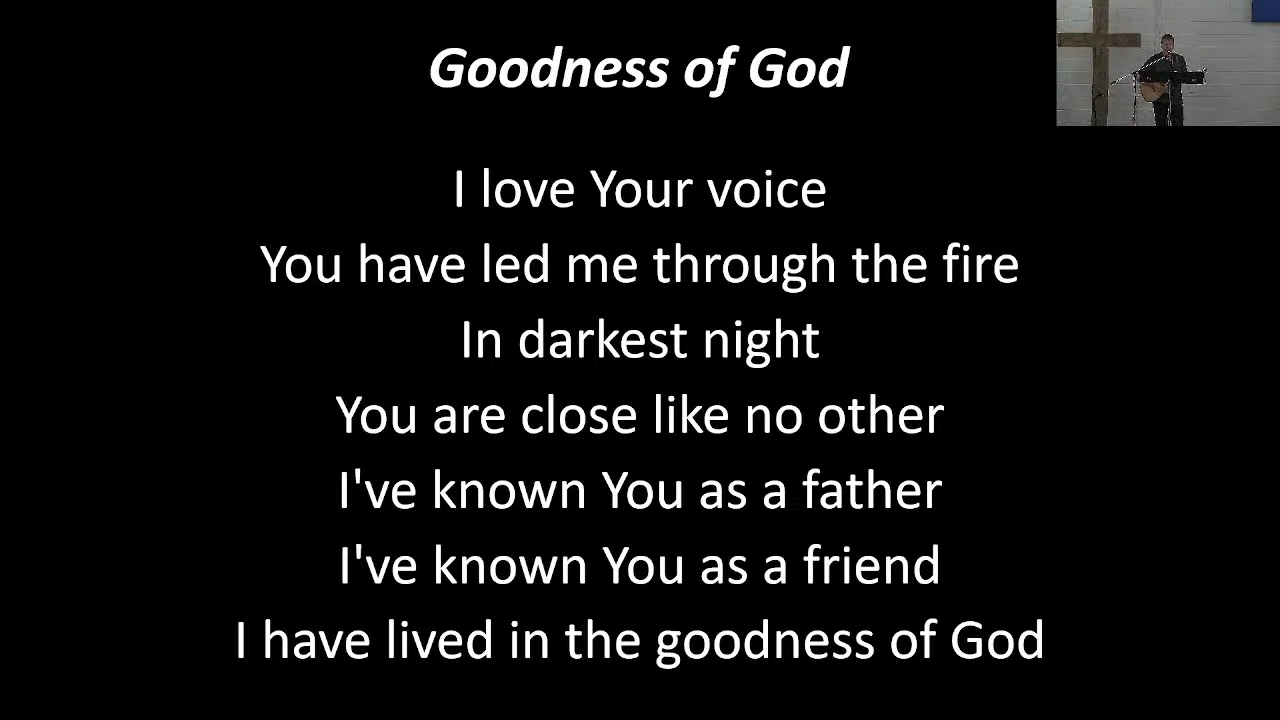 Goodness of God
I love Your voice
You have led me through the fire
In darkest night
You are close like no other
I've known You as a father
I've known You as a friend
I have lived in the goodness of God